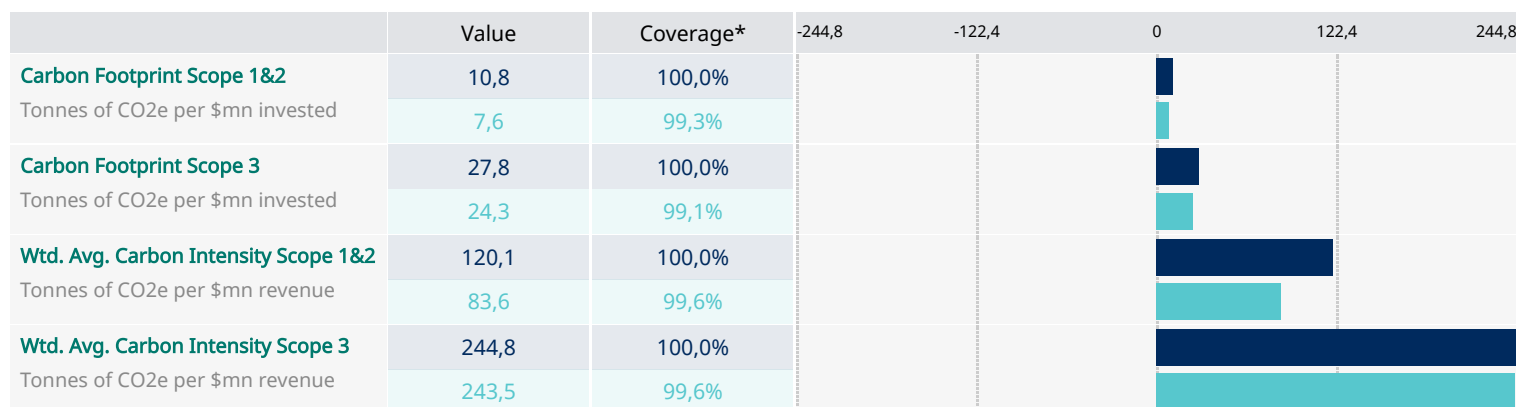 Value Coverage* -244,8 -122,4 0 122,4 244,8
Carbon Footprint Scope 1&2 10,8 100,0%
Tonnes of CO2e per $mn invested 7,6 99,3%
Carbon Footprint Scope 3 27,8 100,0%
Tonnes of CO2e per $mn invested 24,3 99,1%
Wtd. Avg. Carbon Intensity Scope 1&2 120,1 100,0%
Tonnes of CO2e per $mn revenue 83,6 99,6%
Wtd. Avg. Carbon Intensity Scope 3 244,8 100,0%
Tonnes of CO2e per $mn revenue 243,5 99,6%